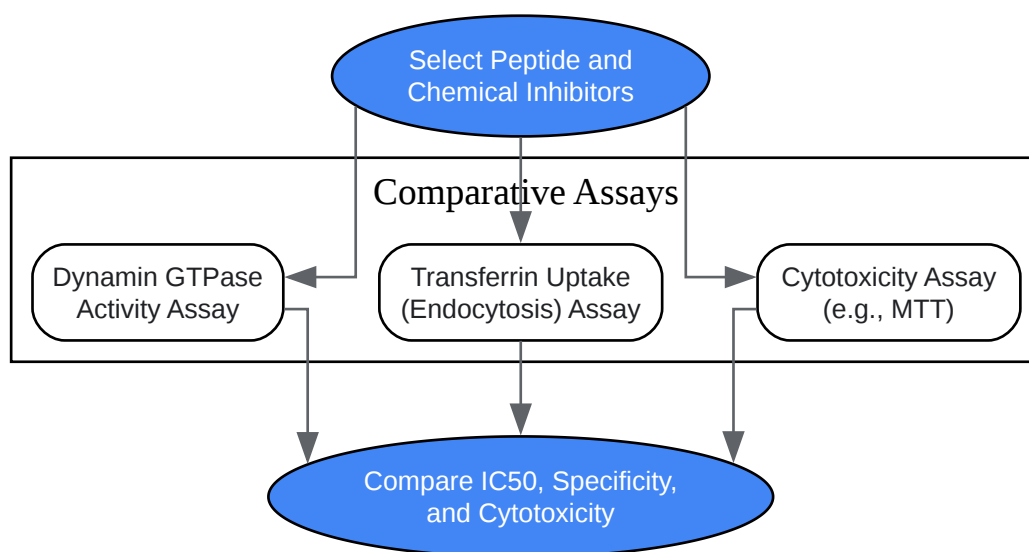 Select Peptide and
Chemical Inhibitors
Comparative Assays
Dynamin GTPase
Activity Assay
Transferrin Uptake
(Endocytosis) Assay
Cytotoxicity Assay
(e.g., MTT)
Compare IC50, Specificity,
and Cytotoxicity